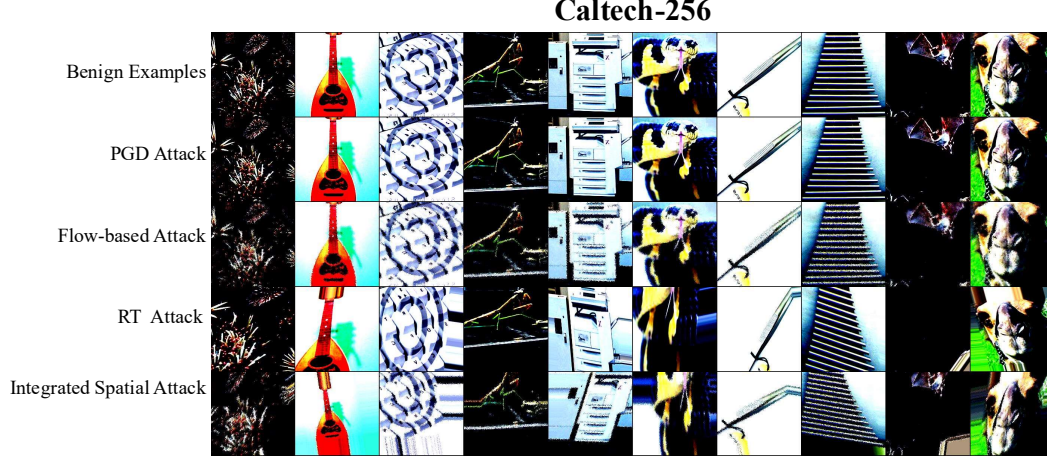 Caltech-256
Benign Examples
PGD Attack
Flow-based Attack
RT Attack
Integrated Spatial Attack